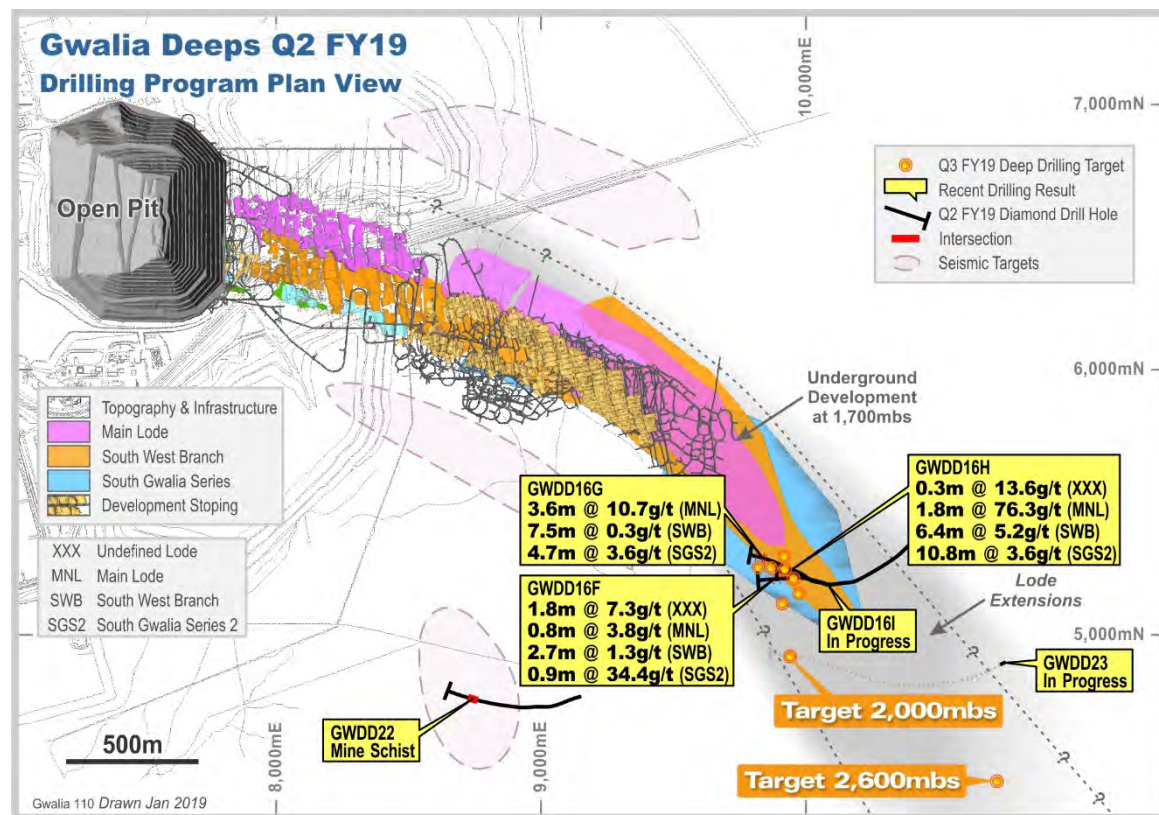 Gwalia Deeps Q2 FY19
Drilling Program Plan View
10,000mE
7,000mN
Q3 FY19 Deep Drilling Target
Recent Drilling Result
Q2 FY19 Diamond Drill Hole
Intersection
Seismic Targets
Open Pit
?
6,000mN
Topography & Infrastructure
Main Lode
South West Branch
South Gwalia Series
Development Stoping
Underground
Development
at 1,700mbs
XXX Undefined Lode
MNL Main Lode
SWB South West Branch
SGS2 South Gwalia Series 2
GWDD16G
3.6m @ 10.7g/t (MNL)
7.5m @ 0.3g/t (SWB)
4.7m @ 3.6g/t (SGS2)
GWDD16H
0.3m @ 13.6g/t (XXX)
1.8m @ 76.3g/t (MNL)
6.4m @ 5.2g/t (SWB)
10.8m @ 3.6g/t (SGS2)
GWDD16F
1.8m @ 7.3g/t (XXX)
0.8m @ 3.8g/t (MNL)
2.7m @ 1.3g/t (SWB)
0.9m @ 34.4g/t (SGS2)
?
Lode
Extensions
GWDD16I
In Progress
5,000mN
?
GWDD23
In Progress
Target 2,000mbs
GWDD22
Mine Schist
500m
8,000mE
9,000mE
?
Target 2,600mbs
?
Gwalia 110 Drawn Jan 2019